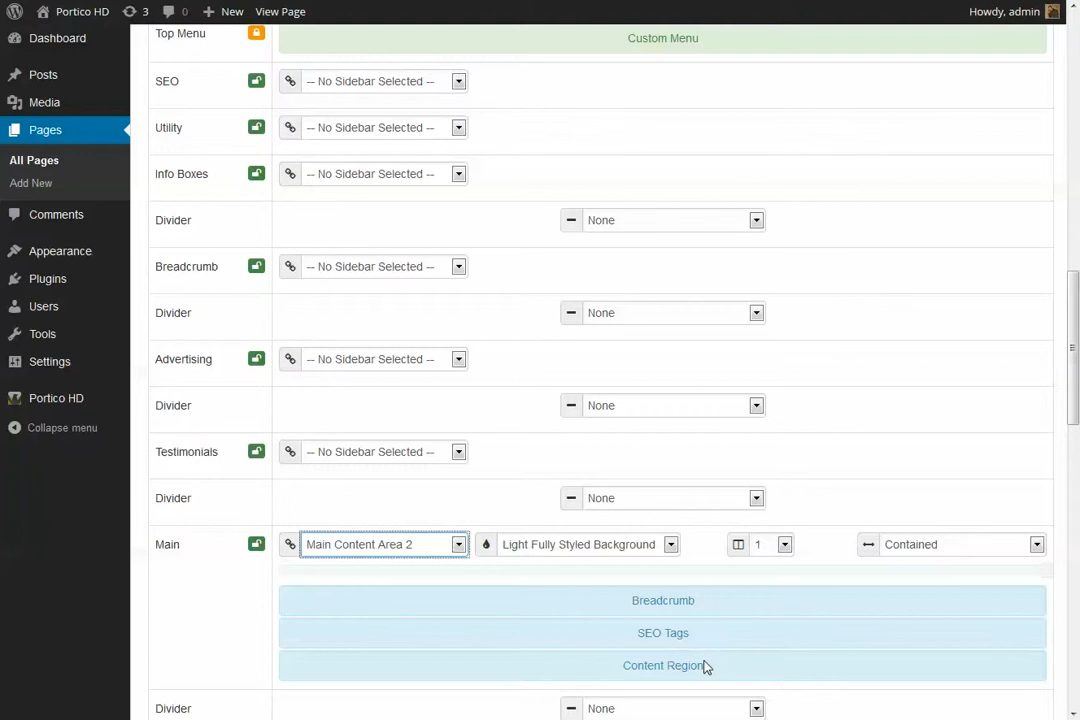 Portico HD 3 0 New View Page Howdy, admin
Dashboard
Posts
Media
Pages
All Pages
Add New
Comments
Appearance
Plugins
Users
Tools
Settings
Portico HD
Collapse menu
Top Menu Custom Menu
SEO -- No Sidebar Selected --
Utility -- No Sidebar Selected --
Info Boxes -- No Sidebar Selected --
Divider None
Breadcrumb -- No Sidebar Selected --
Divider None
Advertising -- No Sidebar Selected --
Divider None
Testimonials -- No Sidebar Selected --
Divider None
Main Main Content Area 2 Light Fully Styled Background 1 Contained
Breadcrumb
SEO Tags
Content Region
Divider None